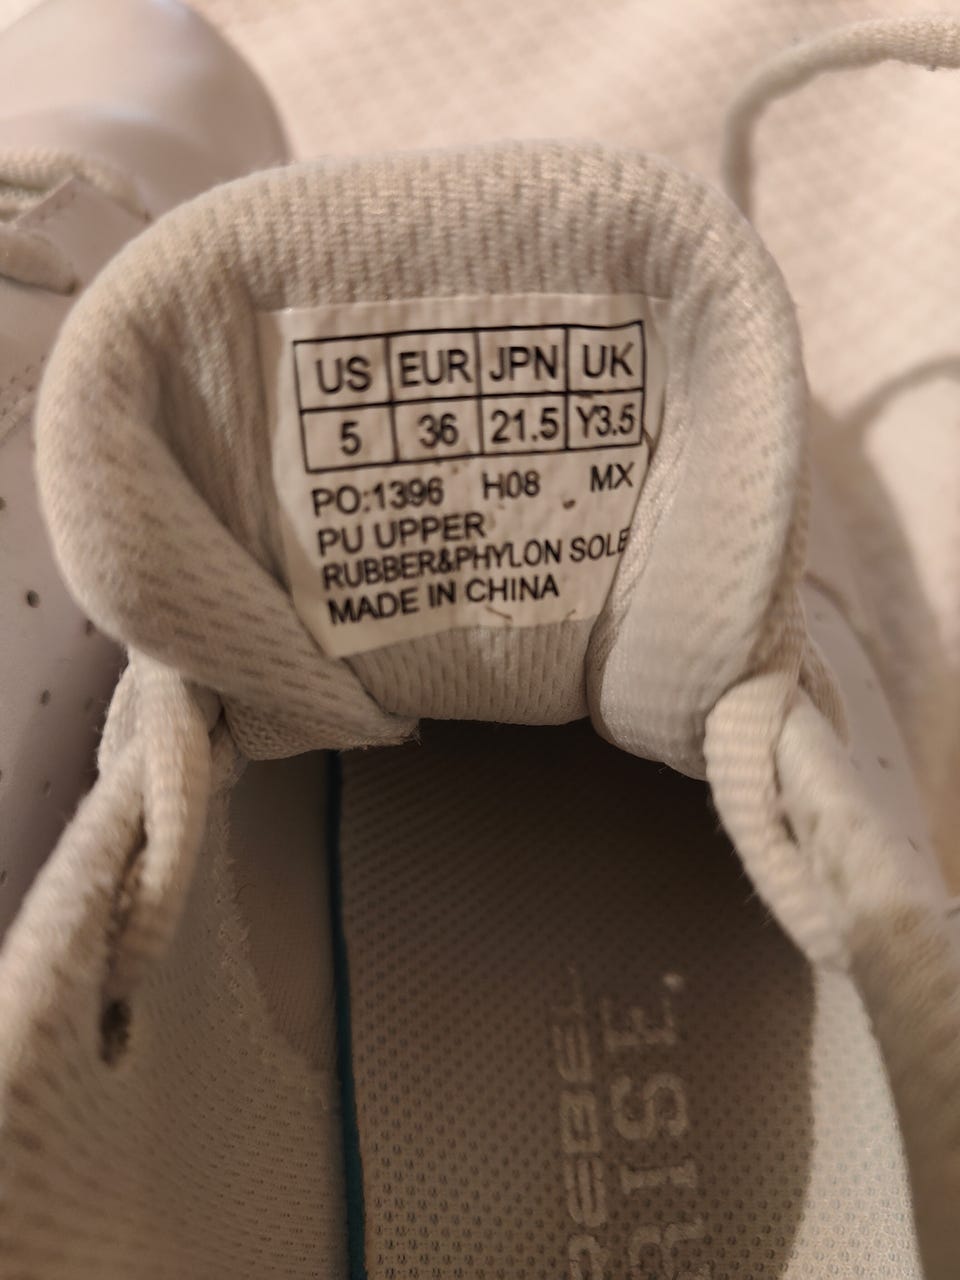 US EUR JPN UK
5 36 21.5 Y3.5
PO:1396 H08 MX
PU UPPER
RUBBER&PHYLON SOLE
MADE IN CHINA